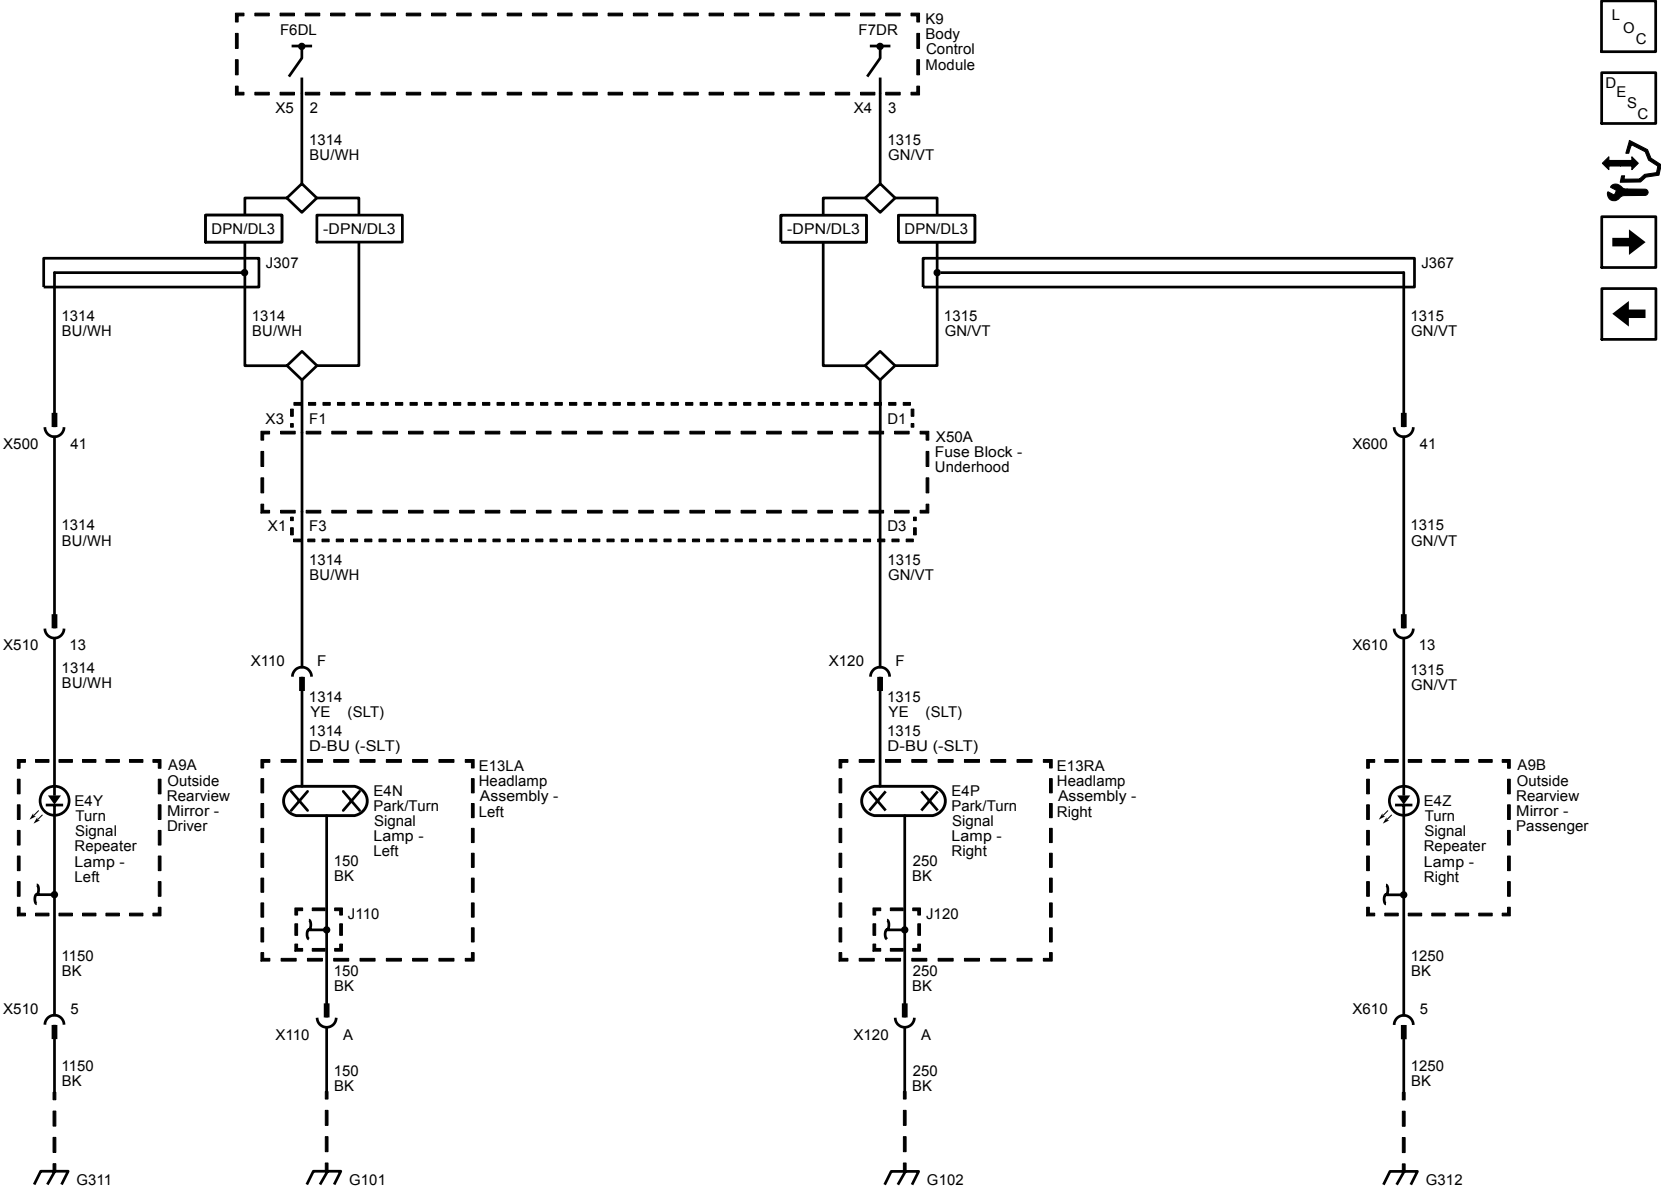 F6DL
F7DR
K9
Body
Control
Module
L
O
C
X5 2
X4 3
D
E
S
C
1314
BU/WH
1315
GN/VT
DPN/DL3
-DPN/DL3
-DPN/DL3
DPN/DL3
J307
J367
1314
BU/WH
1314
BU/WH
1315
GN/VT
1315
GN/VT
X3 F1
D1
X500 41
X50A
Fuse Block -
Underhood
X600 41
X1 F3
D3
1314
BU/WH
1315
GN/VT
1314
BU/WH
1315
GN/VT
X510 13
X610 13
1314
BU/WH
X110 F
X120 F
1315
GN/VT
1314
YE (SLT)
1314
D-BU (-SLT)
1315
YE (SLT)
1315
D-BU (-SLT)
A9A
Outside
Rearview
Mirror -
Driver
E4Y
Turn
Signal
Repeater
Lamp -
Left
E13LA
Headlamp
Assembly -
Left
E4N
Park/Turn
Signal
Lamp -
Left
E13RA
Headlamp
Assembly -
Right
E4P
Park/Turn
Signal
Lamp -
Right
A9B
Outside
Rearview
Mirror -
Passenger
E4Z
Turn
Signal
Repeater
Lamp -
Right
150
BK
250
BK
J110
J120
1150
BK
150
BK
250
BK
1250
BK
X510 5
X110 A
X120 A
X610 5
1150
BK
150
BK
250
BK
1250
BK
G311
G101
G102
G312